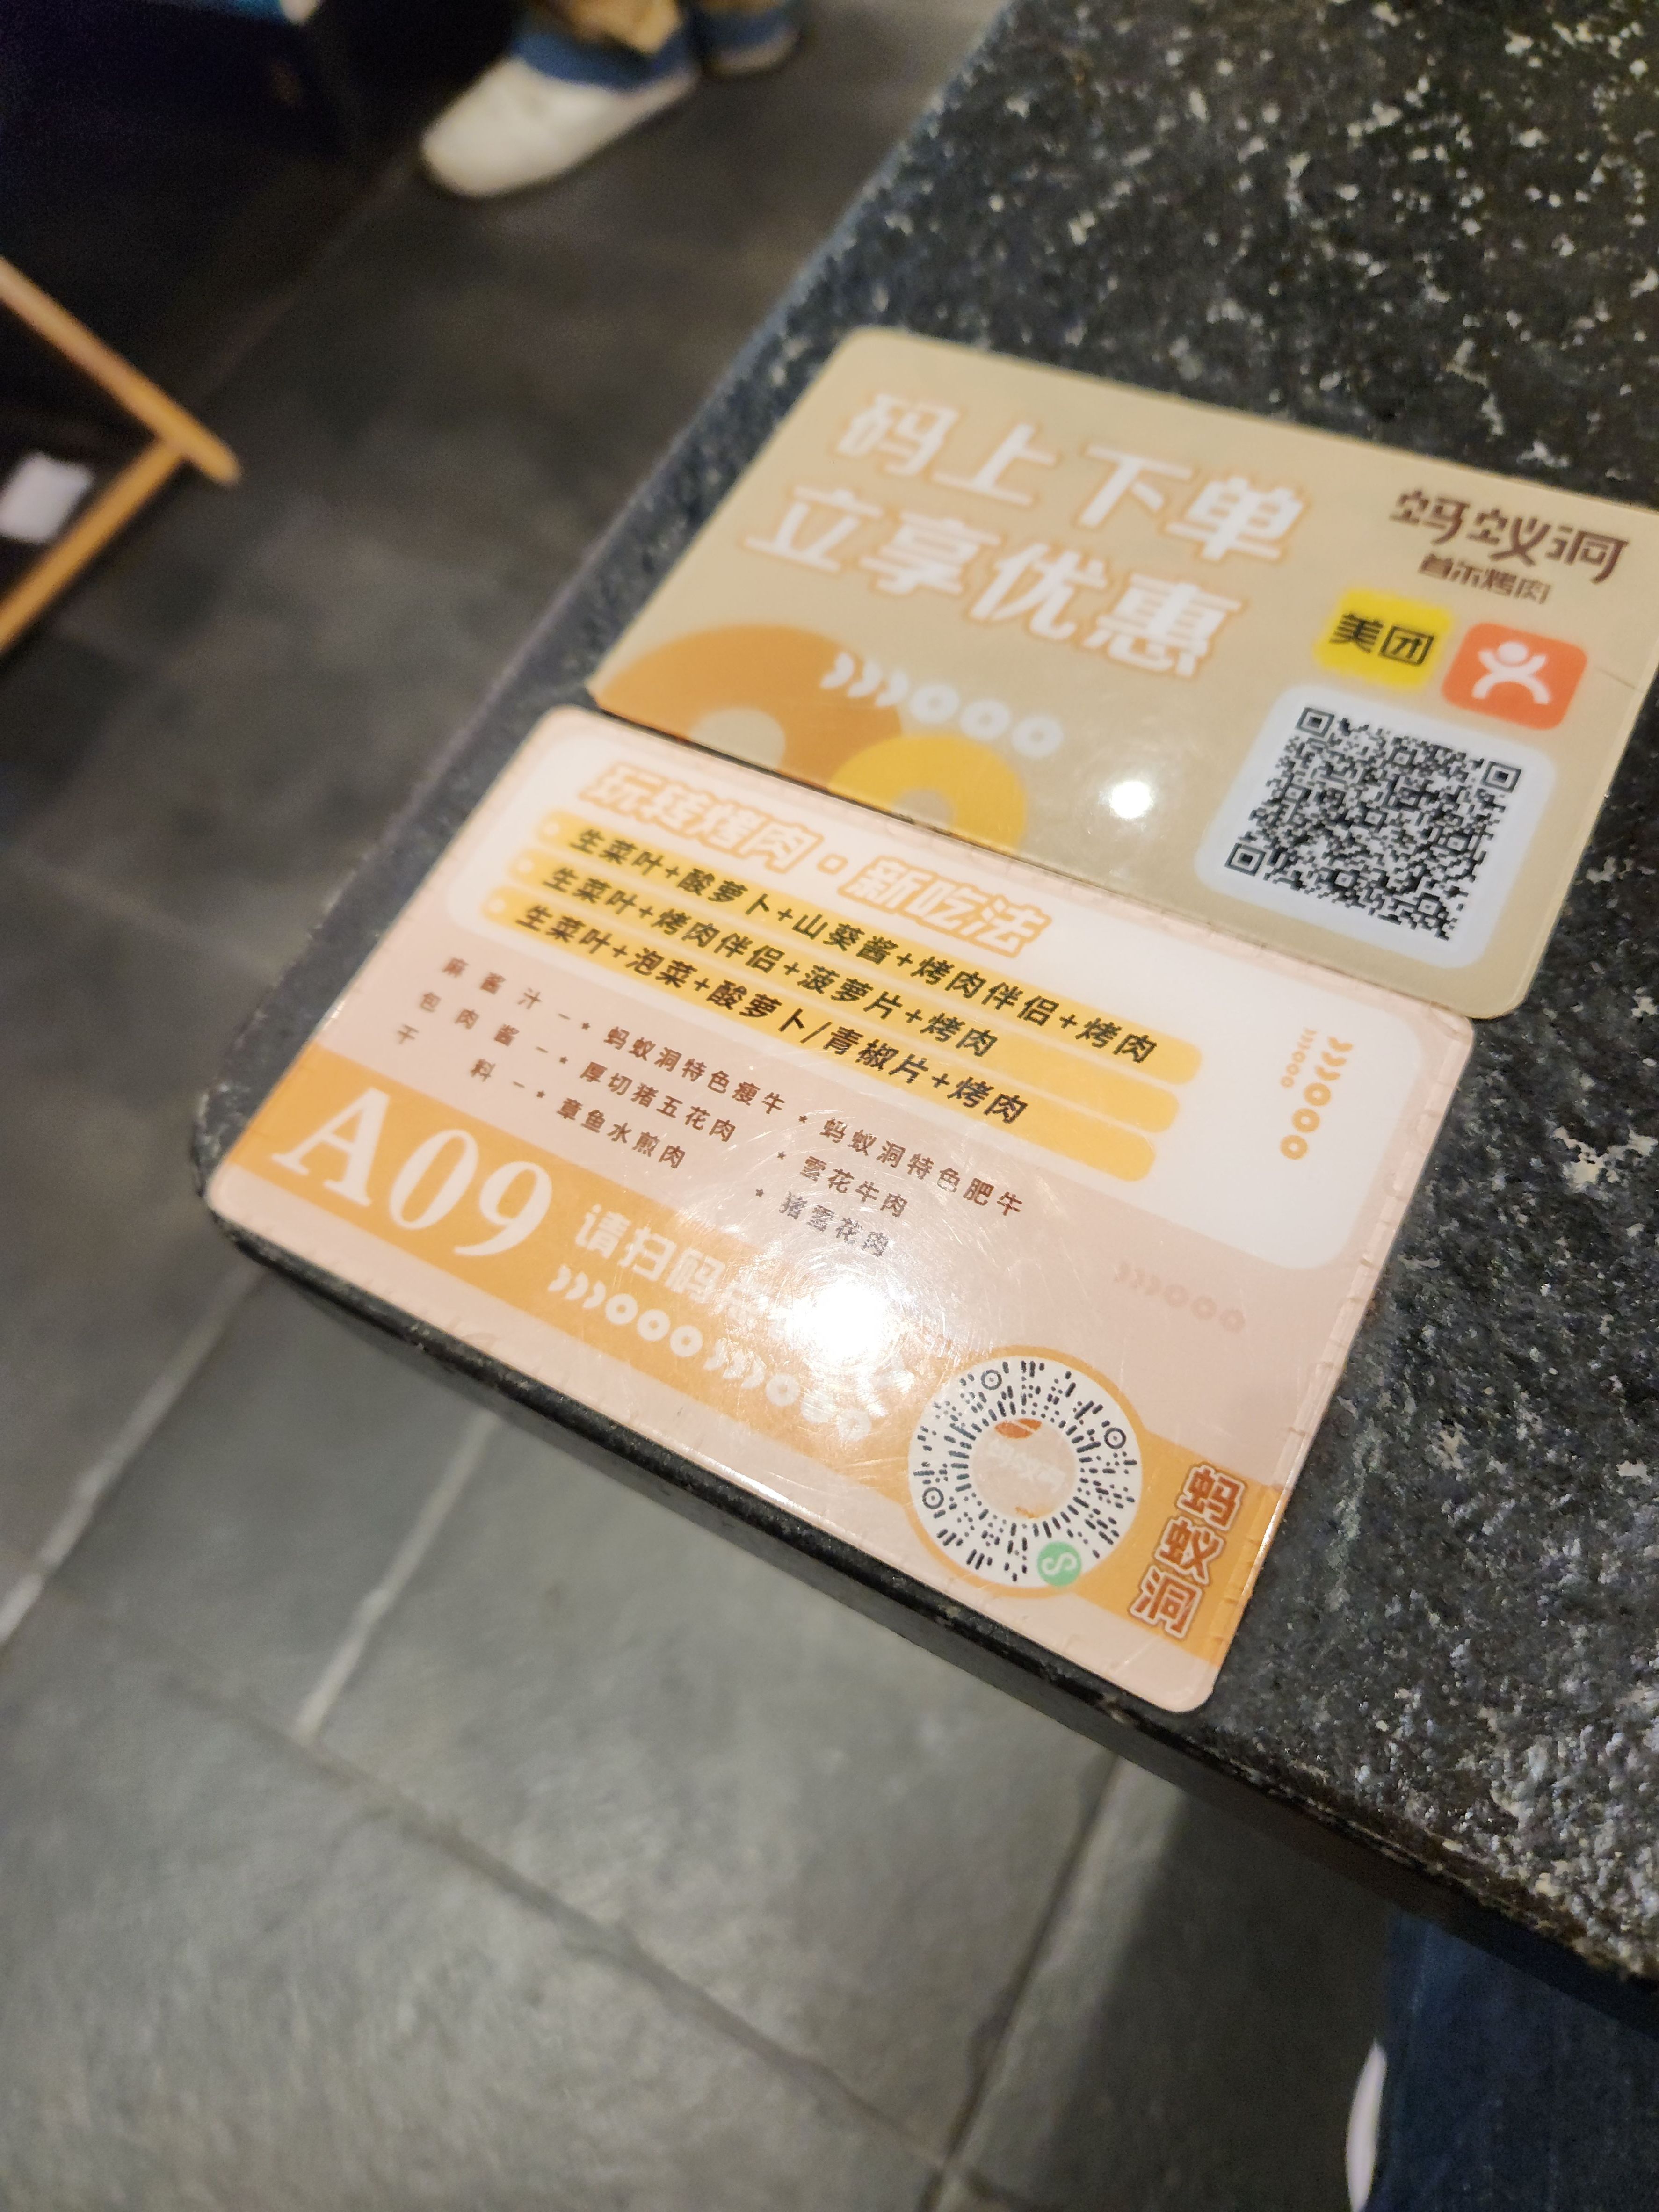 码上下单
立享优惠
蚂蚁洞
首尔烤肉
美团
玩转烤肉·新吃法
生菜叶+酸萝卜+山葵酱+烤肉伴侣+烤肉
生菜叶+烤肉伴侣+菠萝片+烤肉
生菜叶+泡菜+酸萝卜/青椒片+烤肉
麻酱汁-*蚂蚁洞特色瘦牛*蚂蚁洞特色肥牛
包肉酱-*厚切猪五花肉*雪花牛肉
干料-*章鱼水煎肉*猪雪花肉
A09
请扫码
蚂蚁洞